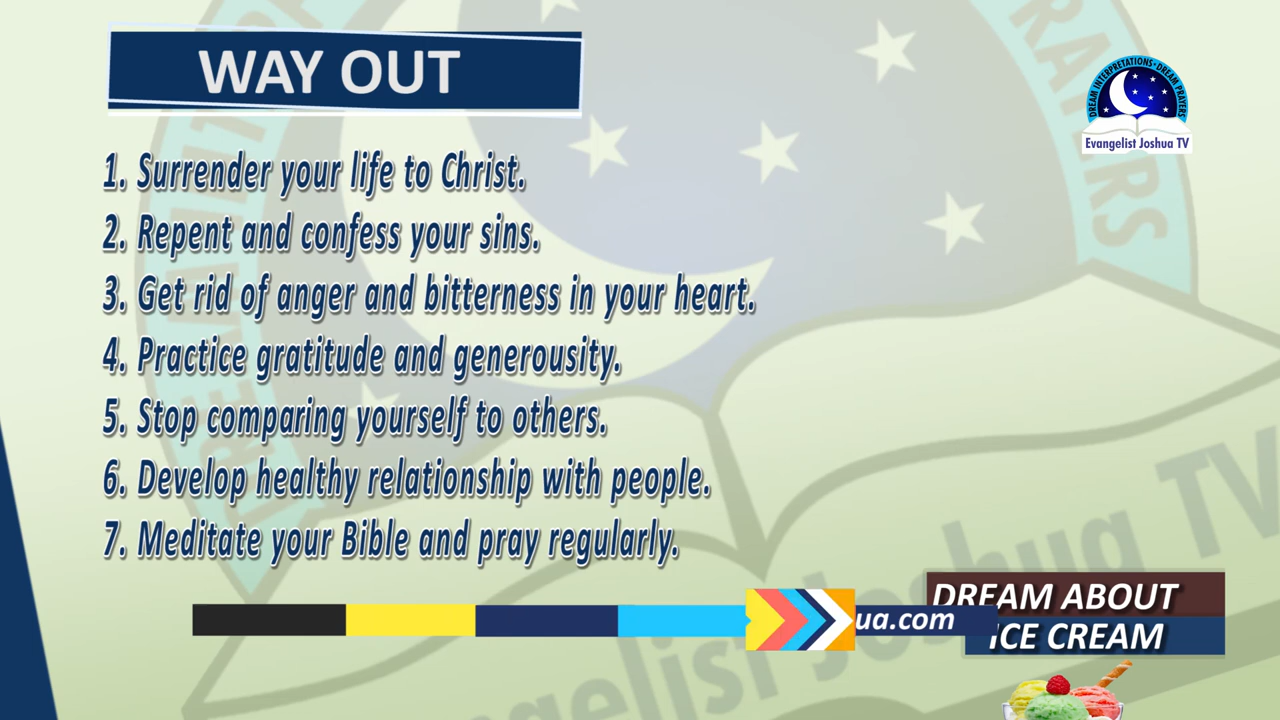 WAY OUT
1. Surrender your life to Christ.
2. Repent and confess your sins.
3. Get rid of anger and bitterness in your heart.
4. Practice gratitude and generousity.
5. Stop comparing yourself to others.
6. Develop healthy relationship with people.
7. Meditate your Bible and pray regularly.
DREAM INTERPRETATIONS - DREAM PRAYERS
Evangelist Joshua TV
ua.com
DREAM ABOUT
ICE CREAM